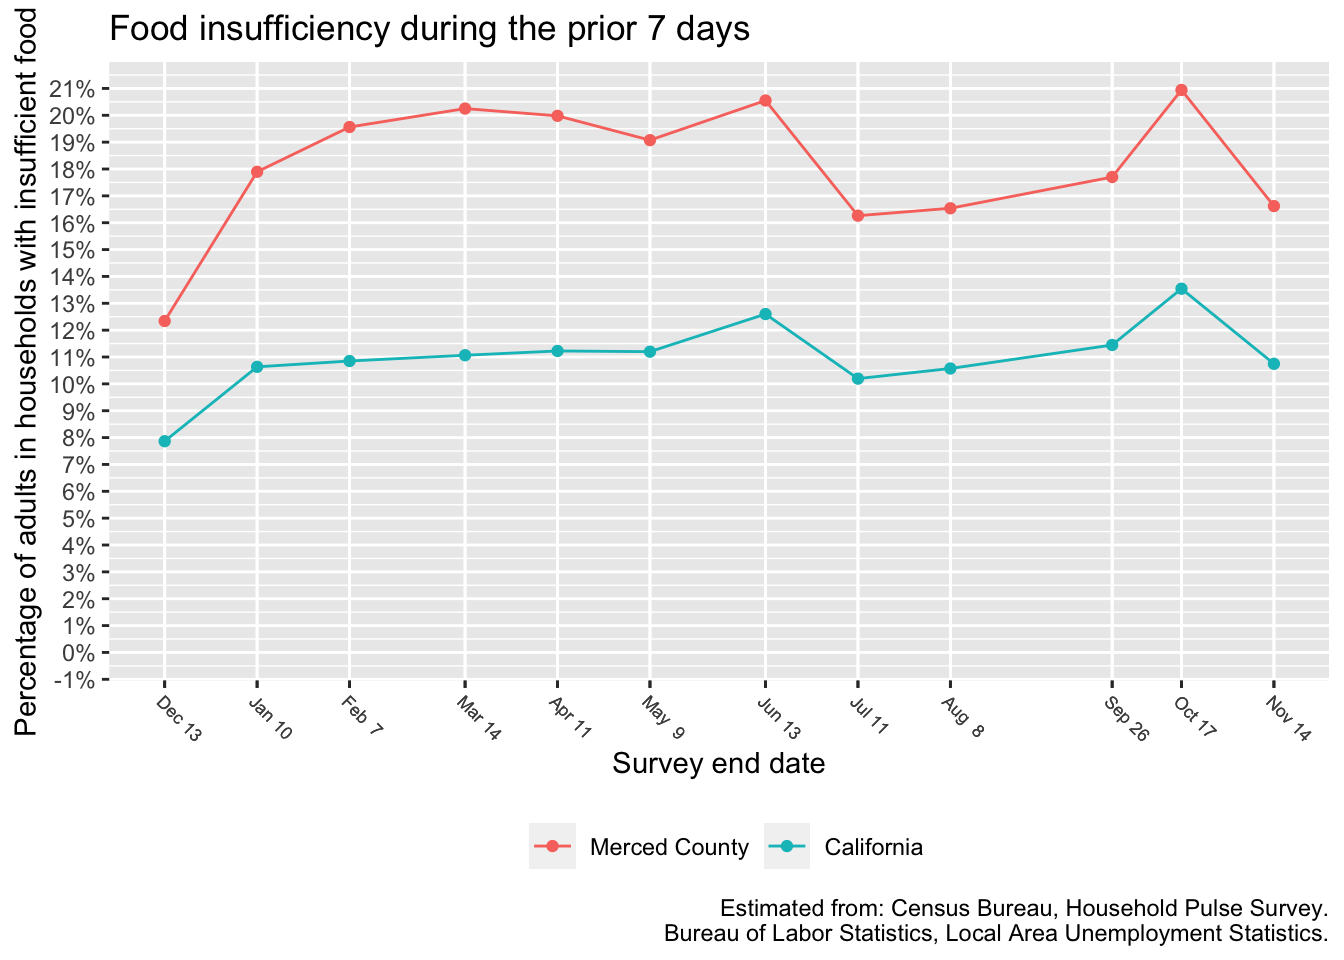 Food insufficiency during the prior 7 days
Percentage of adults in households with insufficient food
21%
20%
19%
18%
17%
16%
15%
14%
13%
12%
11%
10%
9%
8%
7%
6%
5%
4%
3%
2%
1%
0%
-1%
Dec 13
Jan 10
Feb 7
Mar 14
Apr 11
May 9
Jun 13
Jul 11
Aug 8
Sep 26
Oct 17
Nov 14
Survey end date
Merced County
California
Estimated from: Census Bureau, Household Pulse Survey.
Bureau of Labor Statistics, Local Area Unemployment Statistics.